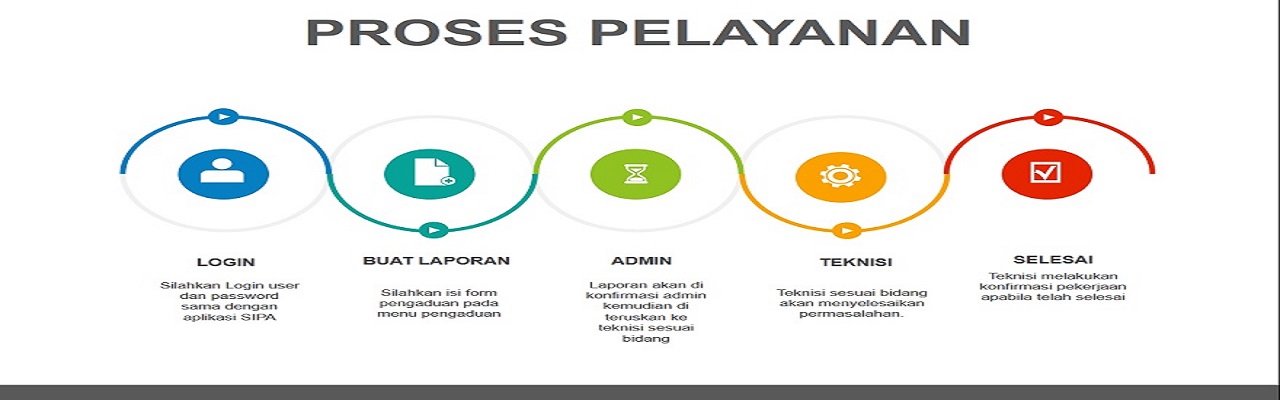 PROSES PELAYANAN
LOGIN
Silahkan Login user
dan password
sama dengan
aplikasi SIPA
BUAT LAPORAN
Silahkan isi form
pengaduan pada
menu pengaduan
ADMIN
Laporan akan di
konfirmasi admin
kemudian di
teruskan ke
teknisi sesuai
bidang
TEKNISI
Teknisi sesuai bidang
akan menyelesaikan
permasalahan.
SELESAI
Teknisi melakukan
konfirmasi pekerjaan
apabila telah selesai